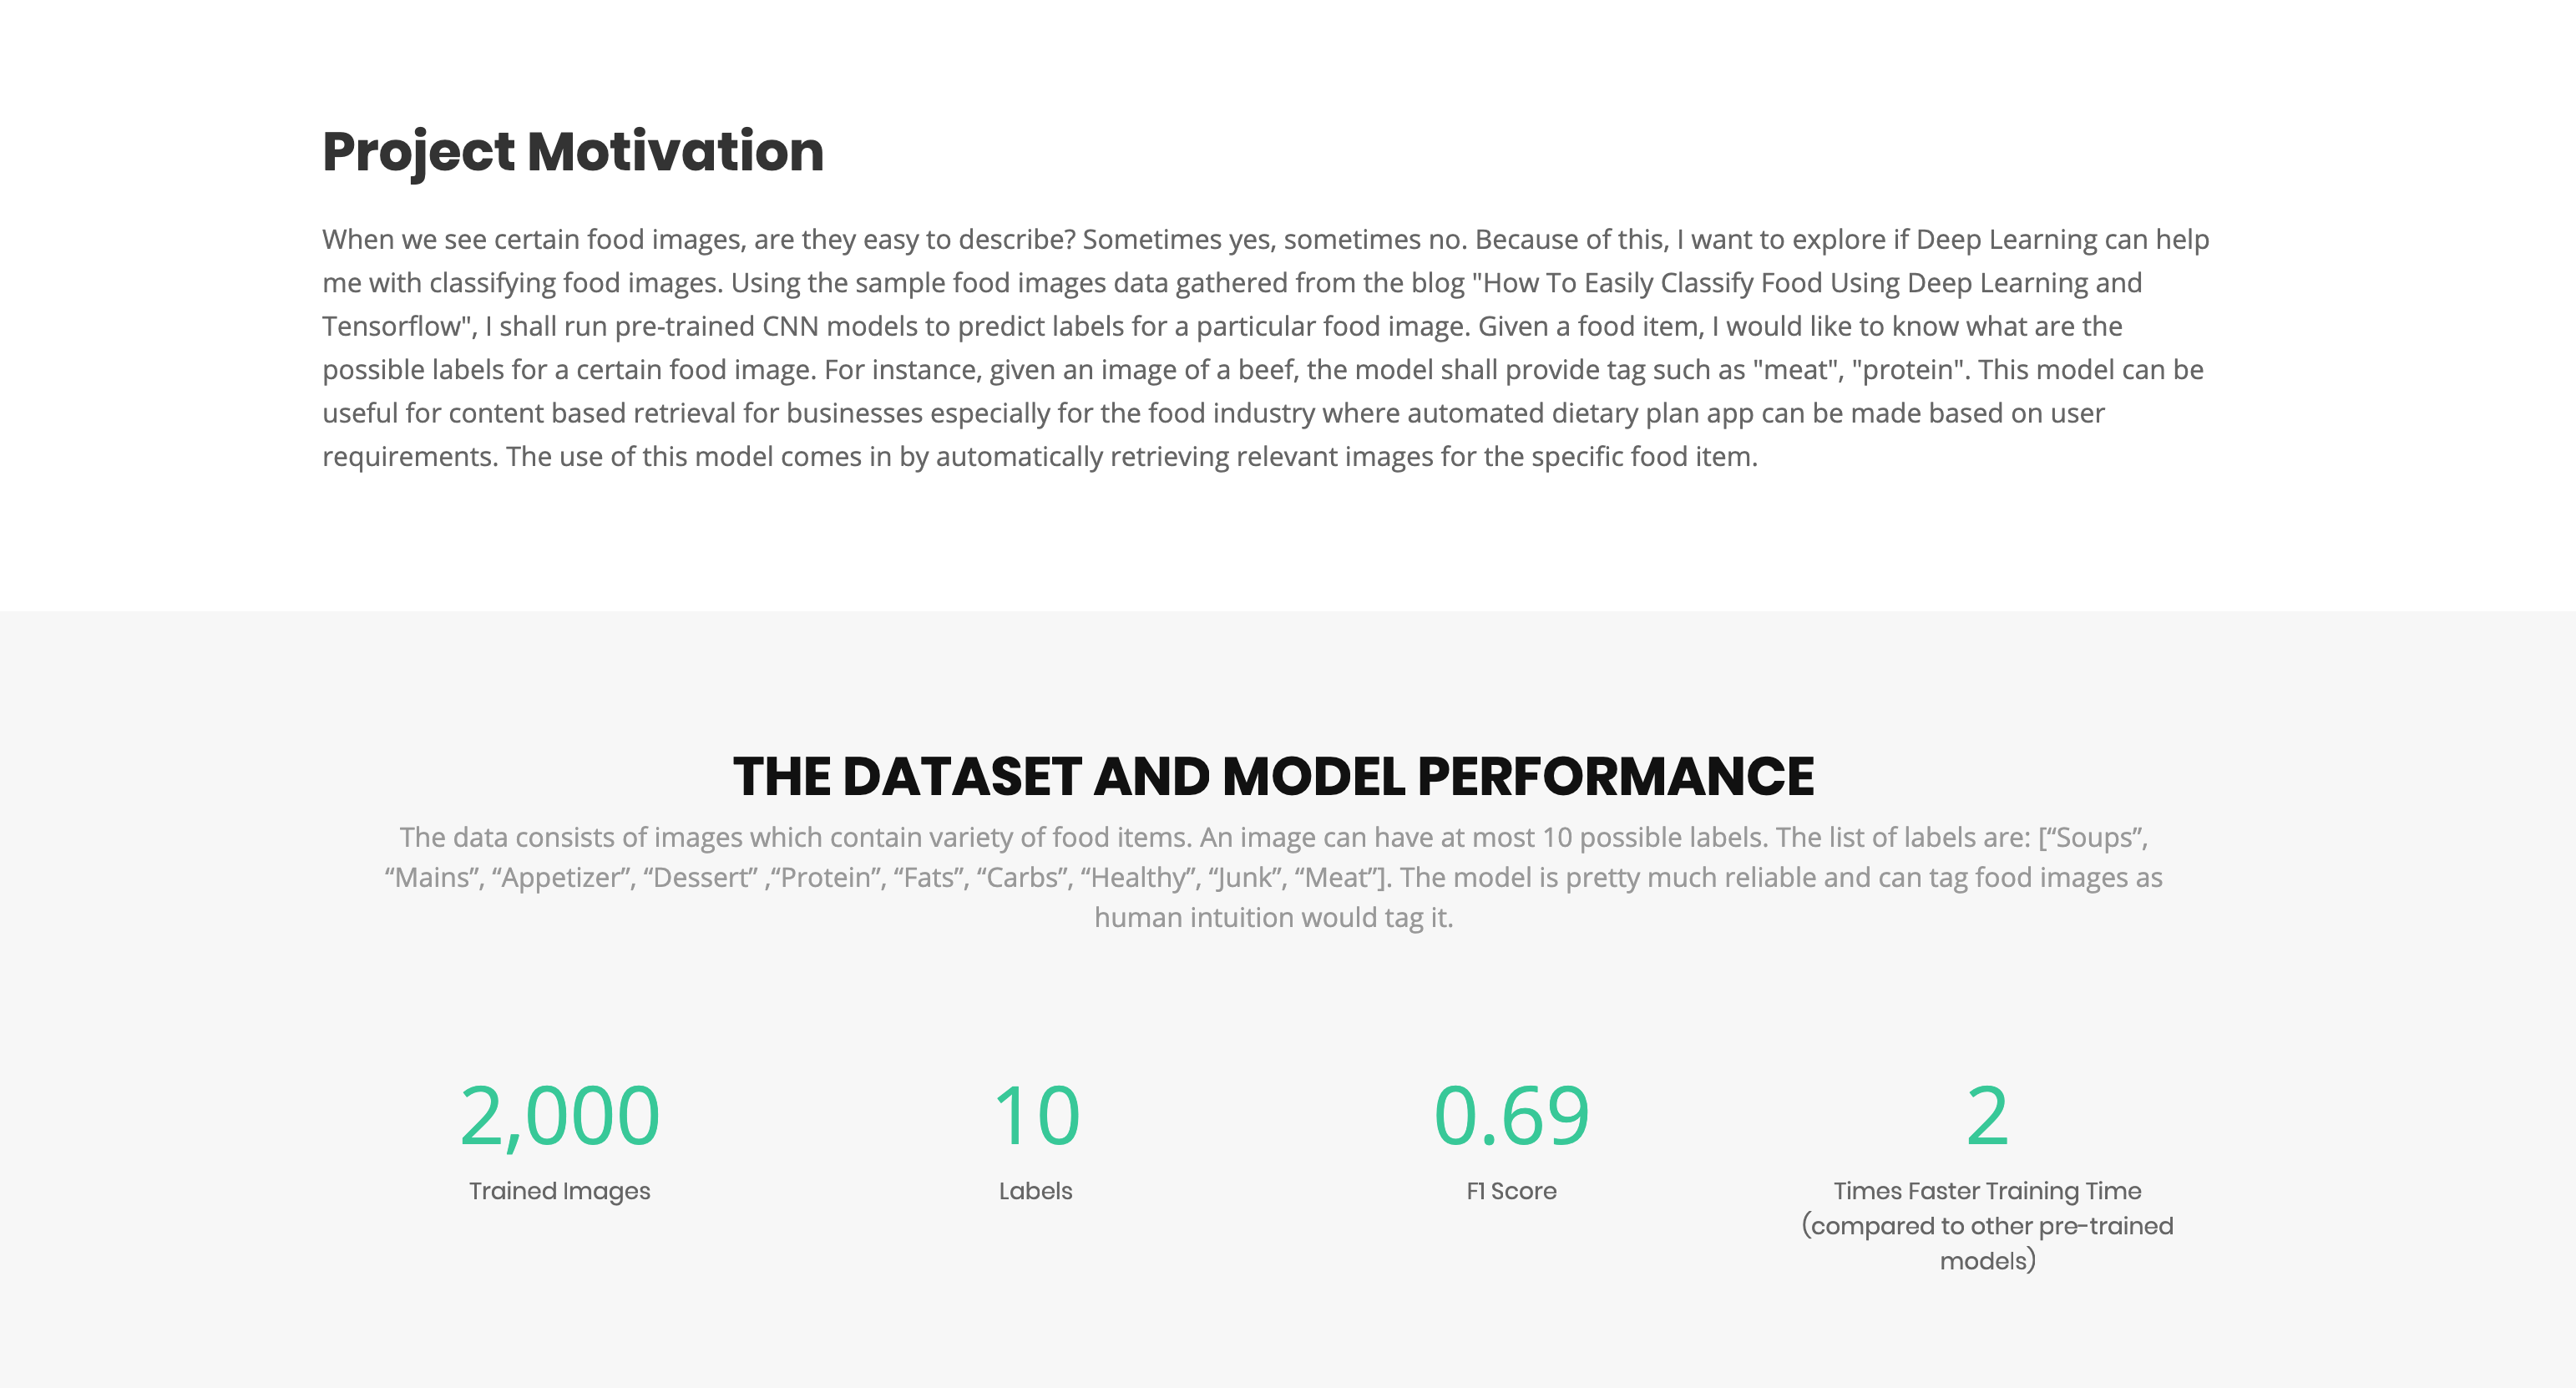 Project Motivation
When we see certain food images, are they easy to describe? Sometimes yes, sometimes no. Because of this, I want to explore if Deep Learning can help
me with classifying food images. Using the sample food images data gathered from the blog "How To Easily Classify Food Using Deep Learning and
Tensorflow", I shall run pre-trained CNN models to predict labels for a particular food image. Given a food item, I would like to know what are the
possible labels for a certain food image. For instance, given an image of a beef, the model shall provide tag such as "meat", "protein". This model can be
useful for content based retrieval for businesses especially for the food industry where automated dietary plan app can be made based on user
requirements. The use of this model comes in by automatically retrieving relevant images for the specific food item.
THE DATASET AND MODEL PERFORMANCE
The data consists of images which contain variety of food items. An image can have at most 10 possible labels. The list of labels are: [“Soups”,
“Mains”, “Appetizer”, “Dessert” ,“Protein”, “Fats”, “Carbs”, “Healthy”, “Junk”, “Meat”]. The model is pretty much reliable and can tag food images as
human intuition would tag it.
2,000
Trained Images
10
Labels
0.69
F1 Score
2
Times Faster Training Time
(compared to other pre-trained
models)